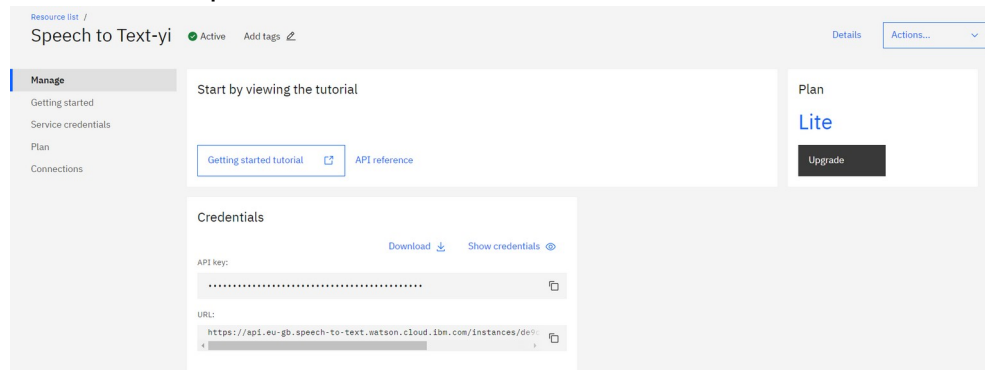 Resource list /
Speech to Text-yi Active Add tags
Details Actions...
Manage
Getting started
Service credentials
Plan
Connections
Start by viewing the tutorial
Getting started tutorial API reference
Plan
Lite
Upgrade
Credentials
Download Show credentials
API key:
............................................
URL:
https://api.eu-gb.speech-to-text.watson.cloud.ibm.com/instances/de9c